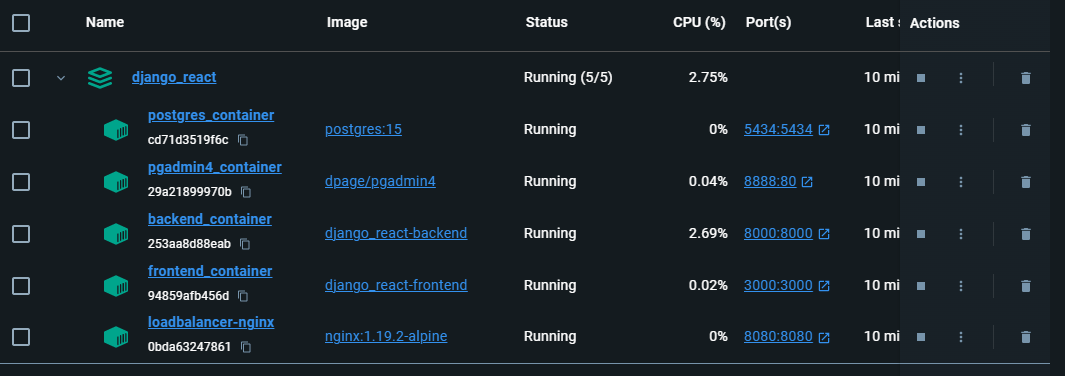 Name Image Status CPU (%) Port(s) Last s Actions
django_react Running (5/5) 2.75% 10 mi
postgres_container
cd71d3519f6c postgres:15 Running 0% 5434:5434 10 mi
pgadmin4_container
29a21899970b dpage/pgadmin4 Running 0.04% 8888:80 10 mi
backend_container
253aa8d88eab django_react-backend Running 2.69% 8000:8000 10 mi
frontend_container
94859afb456d django_react-frontend Running 0.02% 3000:3000 10 mi
loadbalancer-nginx
0bda63247861 nginx:1.19.2-alpine Running 0% 8080:8080 10 mi